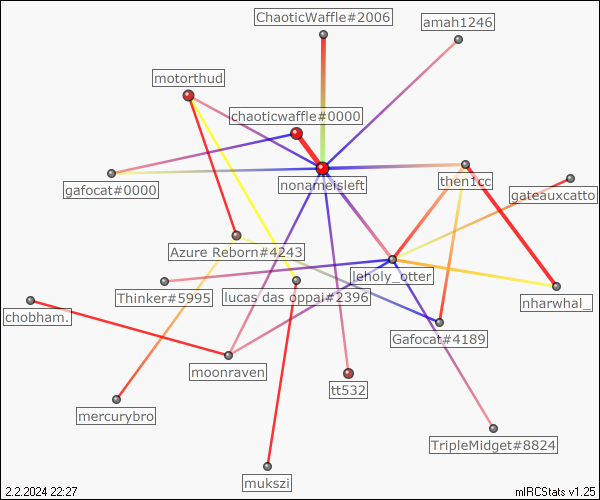 ChaoticWaffle#2006
amah1246
motorthud
chaoticwaffle#0000
gafocat#0000
nonameisleft
then1cc
gateauxcatto
Azure Reborn#4243
leholy_otter
Thinker#5995
lucas das oppai#2396
nharwhal_
chobham.
Gafocat#4189
moonraven
tt532
mercurybro
TripleMidget#8824
mukszi
2.2.2024 22:27
mIRCStats v1.25